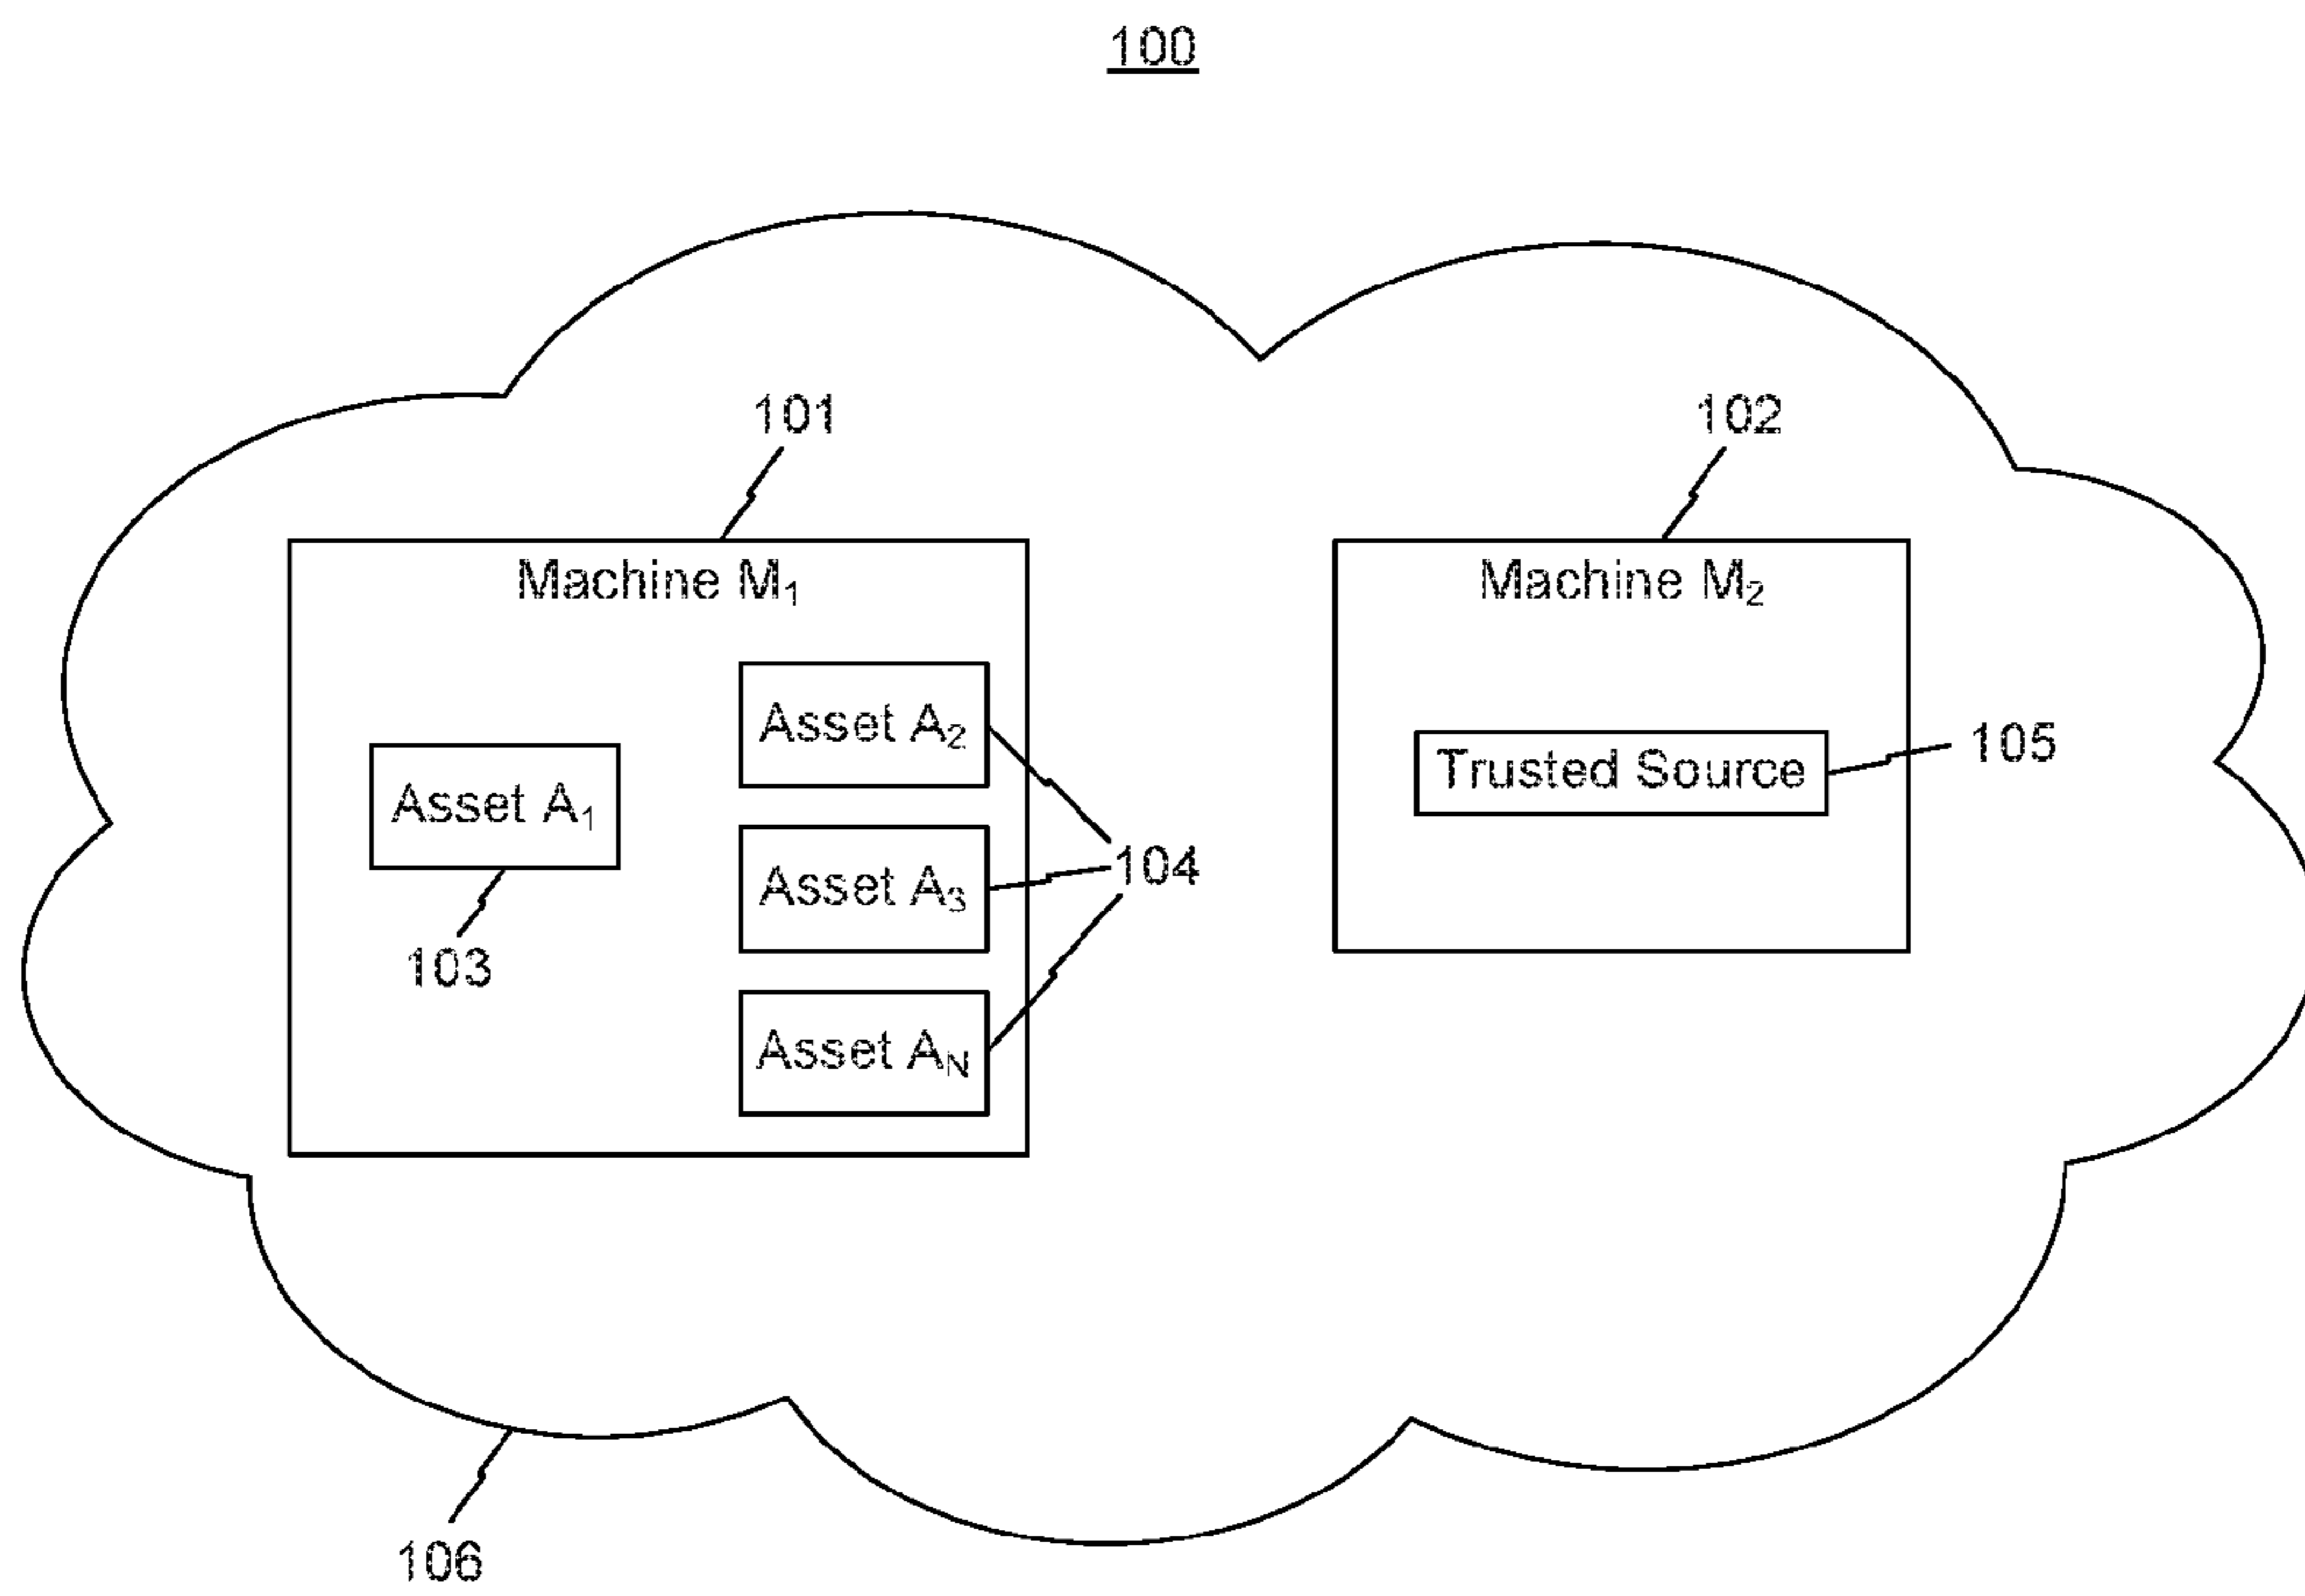 100
101
102
Machine M₁
Machine M₂
Asset A₂
Asset A₁
Trusted Source
105
Asset A₃
104
103
Asset A_N
106